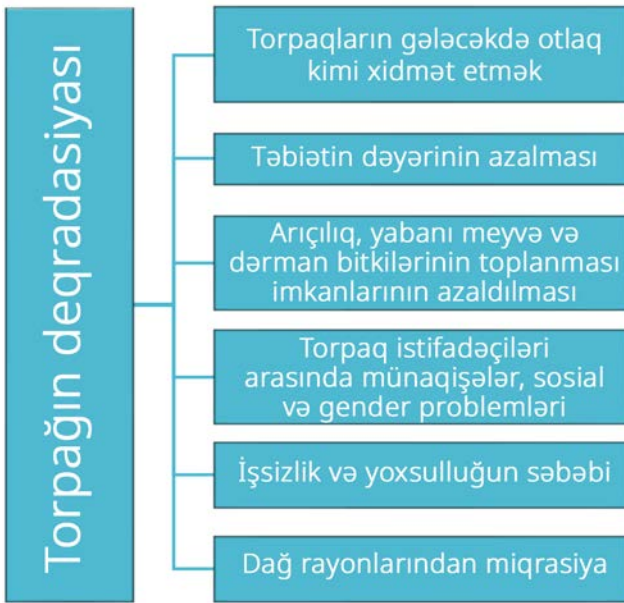 Torpağın deqradasiyası
Torpaqların gələcəkdə otlaq
kimi xidmət etmək
Təbiətin dəyərinin azalması
Arıçılıq, yabanı meyvə və
dərman bitkilərinin toplanması
imkanlarının azaldılması
Torpaq istifadəçiləri
arasında münaqişələr, sosial
və gender problemləri
İşsizlik və yoxsulluğun səbəbi
Dağ rayonlarından miqrasiya